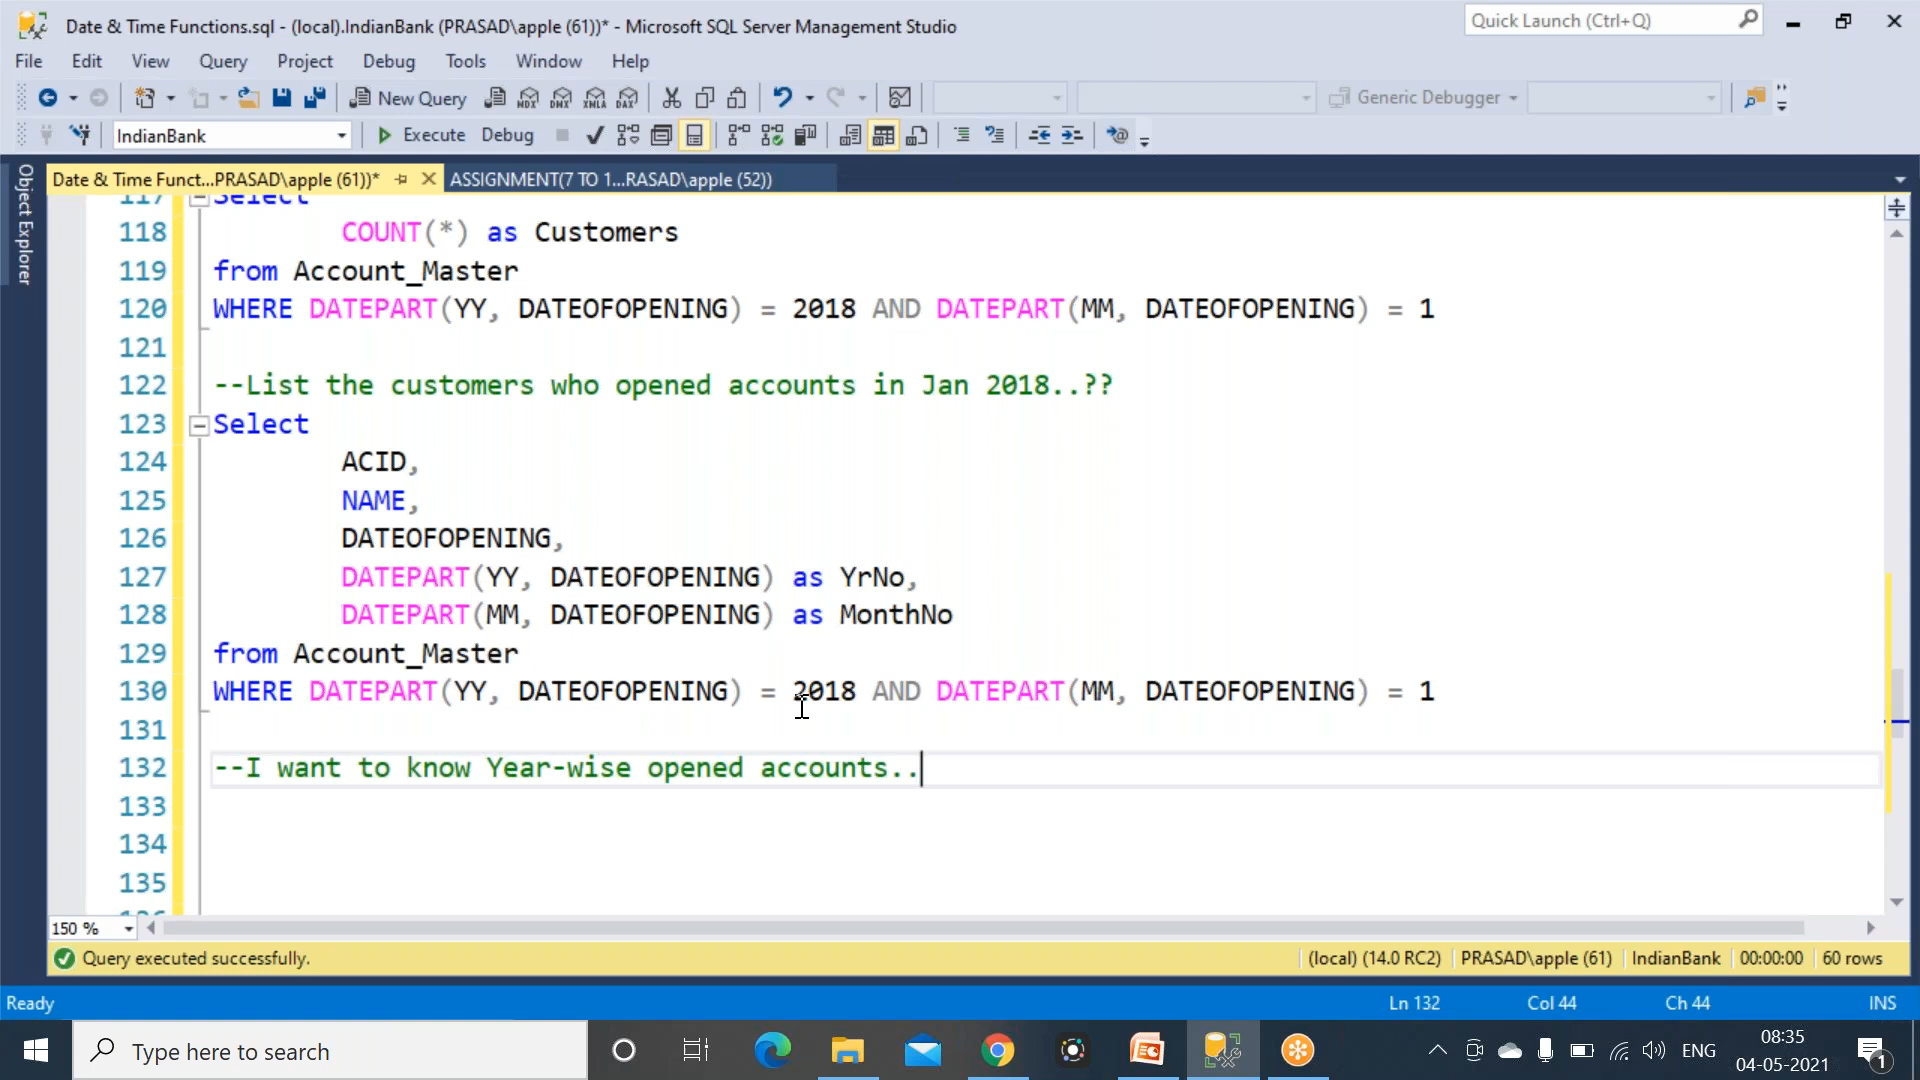 Date & Time Functions.sql - (local).IndianBank (PRASAD\apple (61))* - Microsoft SQL Server Management Studio
Quick Launch (Ctrl+Q)
File Edit View Query Project Debug Tools Window Help
New Query MDX DMX XMLA DAX Generic Debugger
IndianBank Execute Debug
Object Explorer
Date & Time Funct...PRASAD\apple (61))* ASSIGNMENT(7 TO 1...RASAD\apple (52))
117 Select
118 COUNT(*) as Customers
119 from Account_Master
120 WHERE DATEPART(YY, DATEOFOPENING) = 2018 AND DATEPART(MM, DATEOFOPENING) = 1
121
122 --List the customers who opened accounts in Jan 2018..??
123 Select
124 ACID,
125 NAME,
126 DATEOFOPENING,
127 DATEPART(YY, DATEOFOPENING) as YrNo,
128 DATEPART(MM, DATEOFOPENING) as MonthNo
129 from Account_Master
130 WHERE DATEPART(YY, DATEOFOPENING) = 2018 AND DATEPART(MM, DATEOFOPENING) = 1
131
132 --I want to know Year-wise opened accounts..
133
134
135
136
150 %
Query executed successfully. (local) (14.0 RC2) PRASAD\apple (61) IndianBank 00:00:00 60 rows
Ready Ln 132 Col 44 Ch 44 INS
Type here to search ENG 08:35
04-05-2021 1